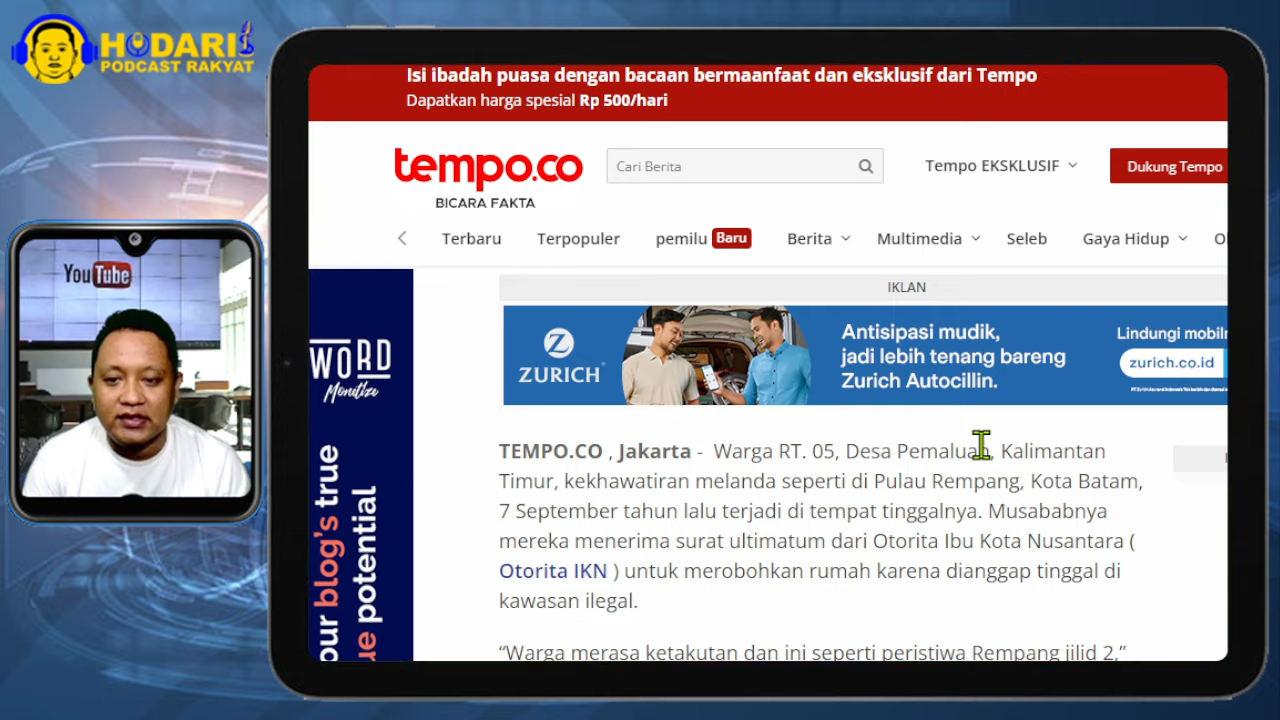 HODARI
PODCAST RAKYAT
YouTube
Isi ibadah puasa dengan bacaan bermaanfaat dan eksklusif dari Tempo
Dapatkan harga spesial Rp 500/hari
tempo.co
BICARA FAKTA
Cari Berita
Tempo EKSKLUSIF
Dukung Tempo
Terbaru
Terpopuler
pemilu Baru
Berita
Multimedia
Seleb
Gaya Hidup
WORD
Monetize
our blog's true
ue potential
IKLAN
Z
ZURICH
Antisipasi mudik,
jadi lebih tenang bareng
Zurich Autocillin.
Lindungi mobilm
zurich.co.id
TEMPO.CO , Jakarta - Warga RT. 05, Desa Pemaluan, Kalimantan
Timur, kekhawatiran melanda seperti di Pulau Rempang, Kota Batam,
7 September tahun lalu terjadi di tempat tinggalnya. Musababnya
mereka menerima surat ultimatum dari Otorita Ibu Kota Nusantara (
Otorita IKN ) untuk merobohkan rumah karena dianggap tinggal di
kawasan ilegal.
“Warga merasa ketakutan dan ini seperti peristiwa Rempang jilid 2,”